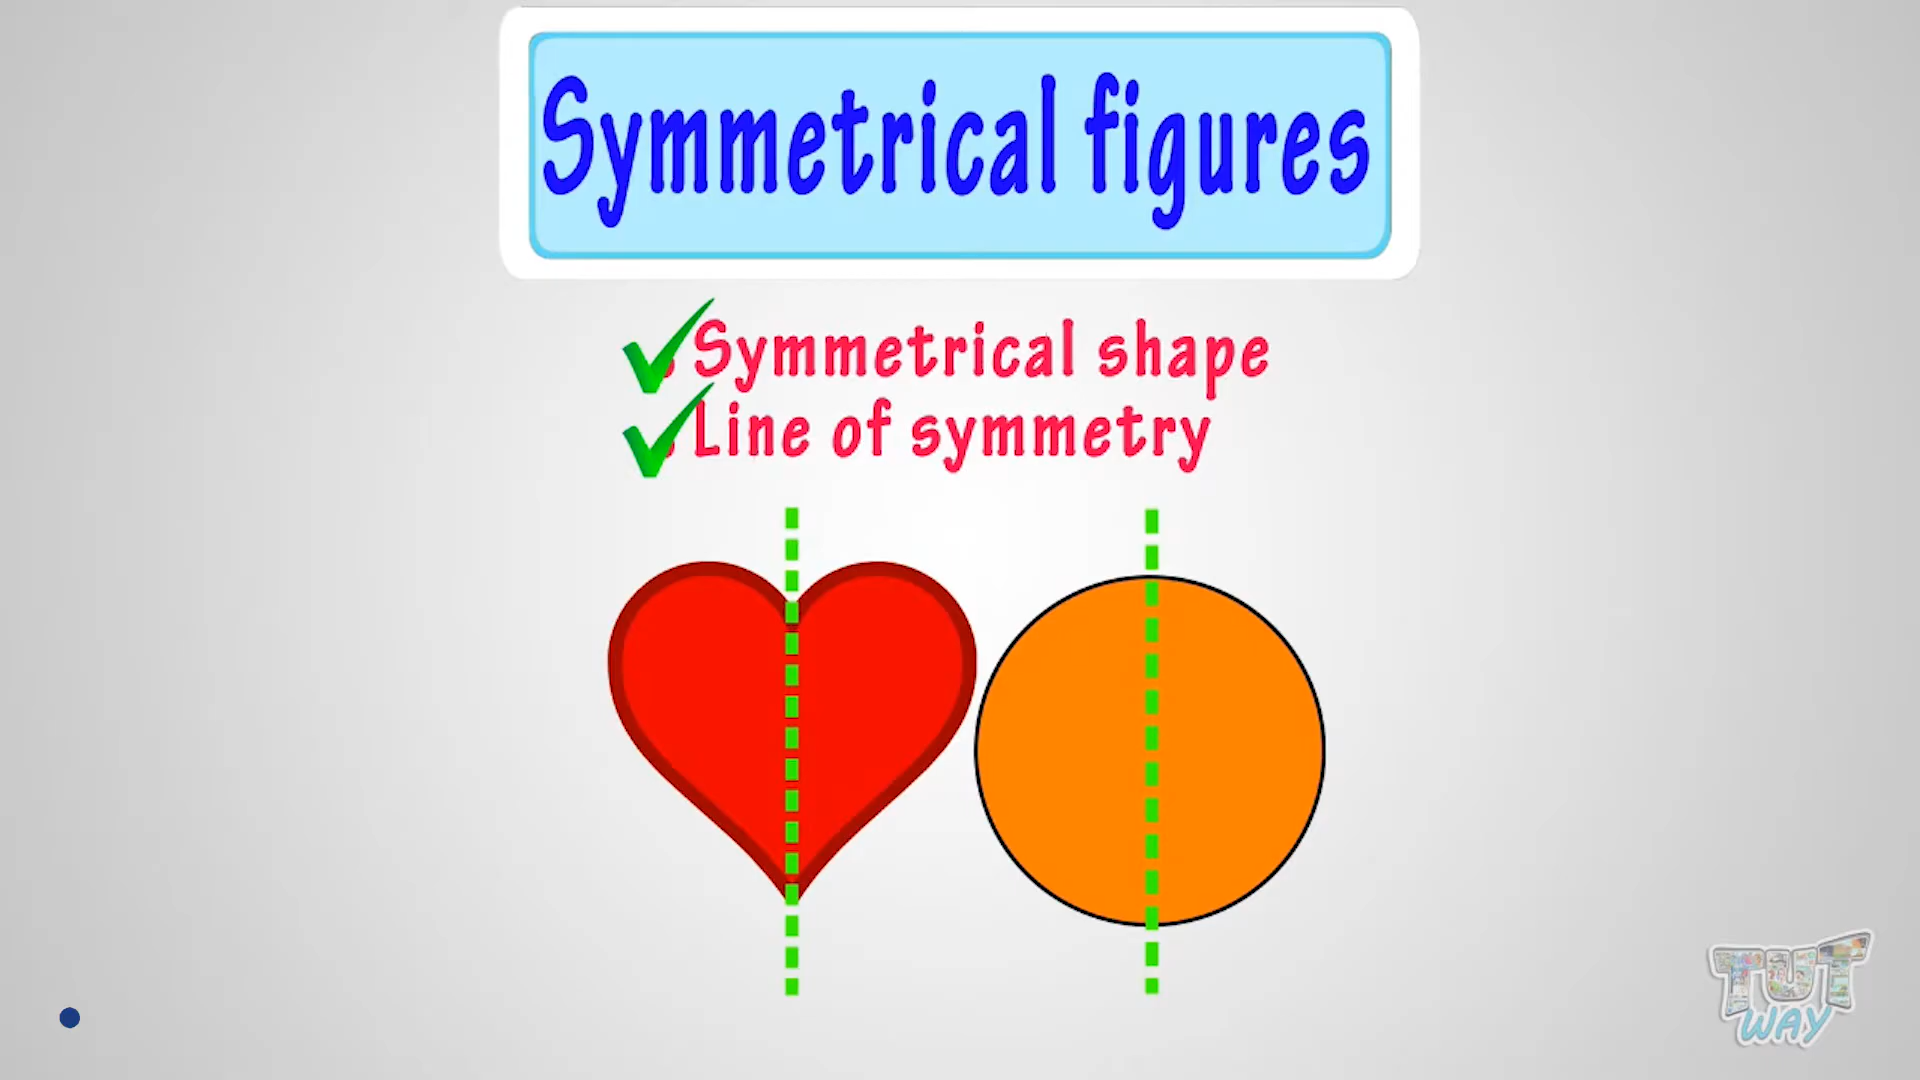 Symmetrical figures
Symmetrical shape
Line of symmetry
TUT
WAY